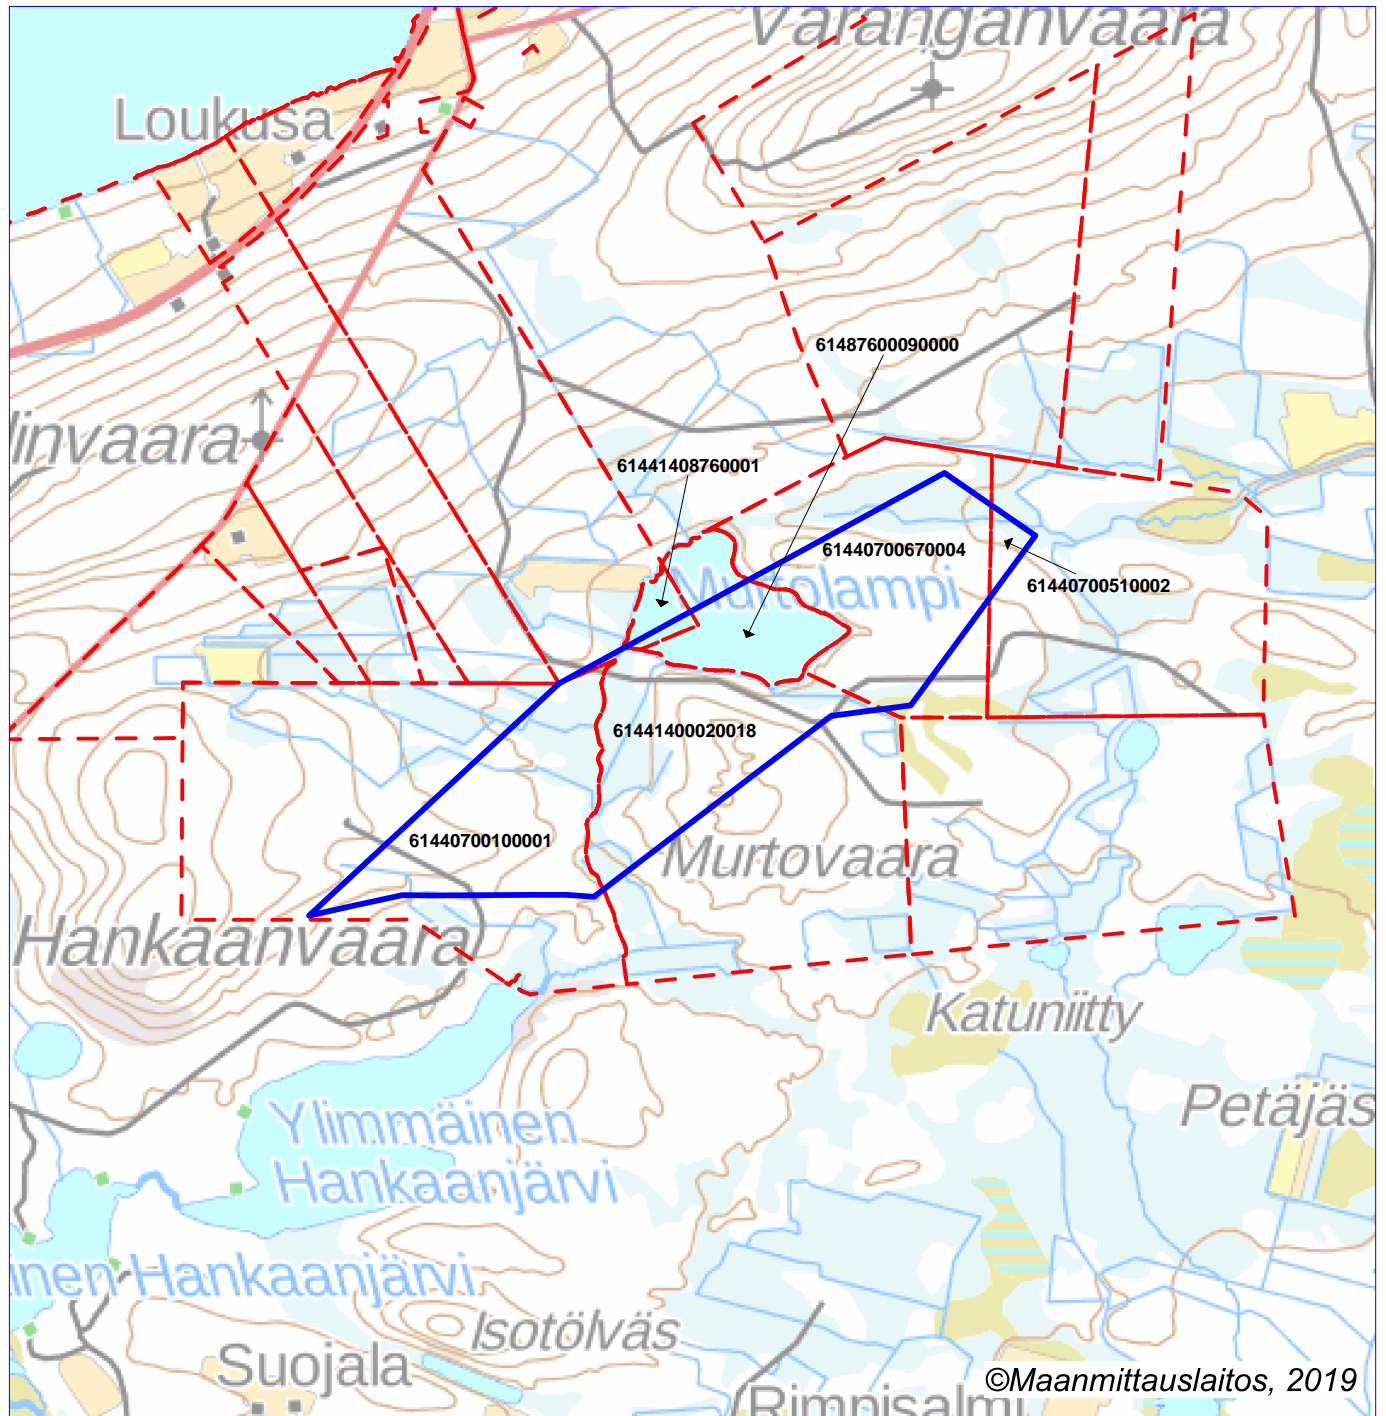 Varanganvaara
Loukusa
61487600090000
linvaara
61441408760001
61440700670004
61440700510002
Murtolampi
61441400020018
61440700100001
Murtovaara
Hankaanvaara
Katuniitty
Petäjäs
Ylimmäinen
Hankaanjärvi
inen Hankaanjärvi
Isotölväs
Suojala
©Maanmittauslaitos, 2019
Rimpisalmi